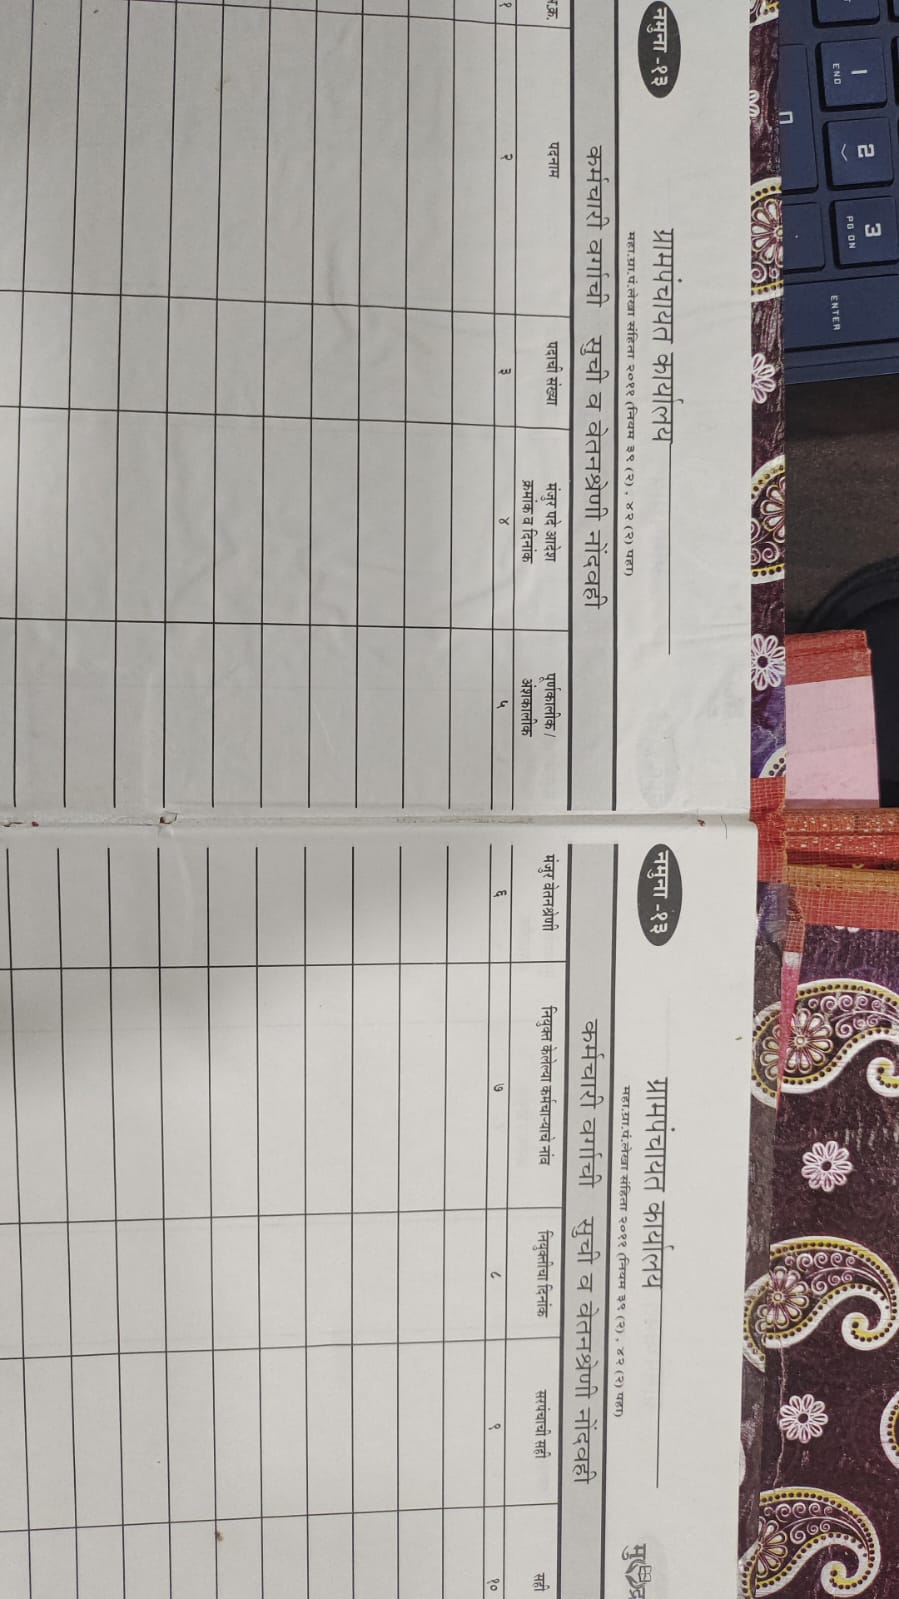 1
END
2
3
PG DN
ENTER
नमुना -१३
ग्रामपंचायत कार्यालय
महा.ग्रा.पं.लेखा संहिता २०११ (नियम ३९ (२) , ४२ (२) पहा)
कर्मचारी वर्गाची सुची व वेतनश्रेणी नोंदवही
अ.क्र. पदनाम पदाची संख्या मंजुर पदे आदेश पूर्णकालीक /
क्रमांक व दिनांक अंशकालीक
१ २ ३ ४ ५
नमुना -१३
ग्रामपंचायत कार्यालय
महा.ग्रा.पं.लेखा संहिता २०११ (नियम ३९ (२) , ४२ (२) पहा)
कर्मचारी वर्गाची सुची व वेतनश्रेणी नोंदवही
मंजुर वेतनश्रेणी नियुक्त केलेल्या कर्मचाऱ्याचे नांव नियुक्तीचा दिनांक सरपंचाची सही सही
६ ७ ८ ९ १०